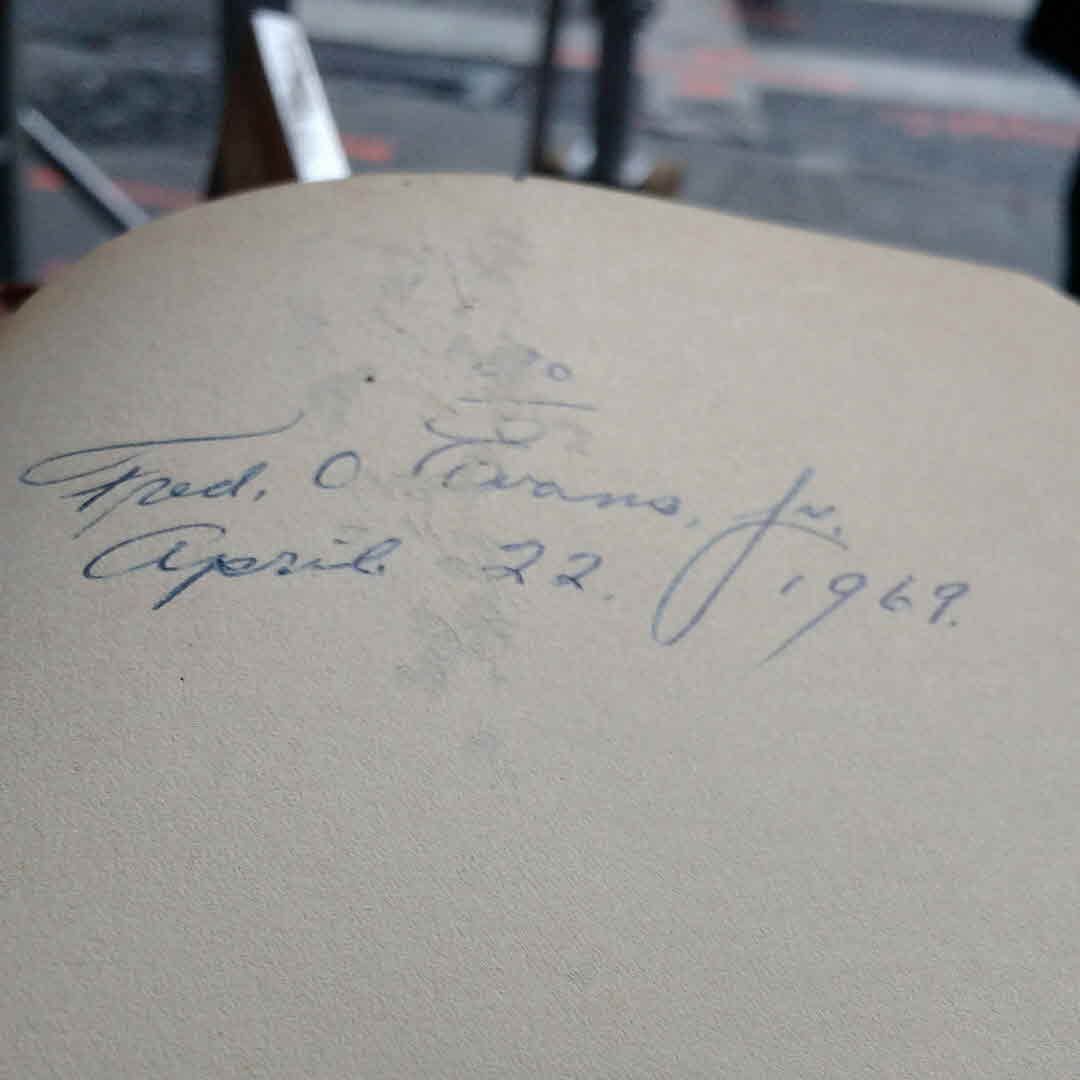 Fred. O Evans, Jr.
April 22. 1969.